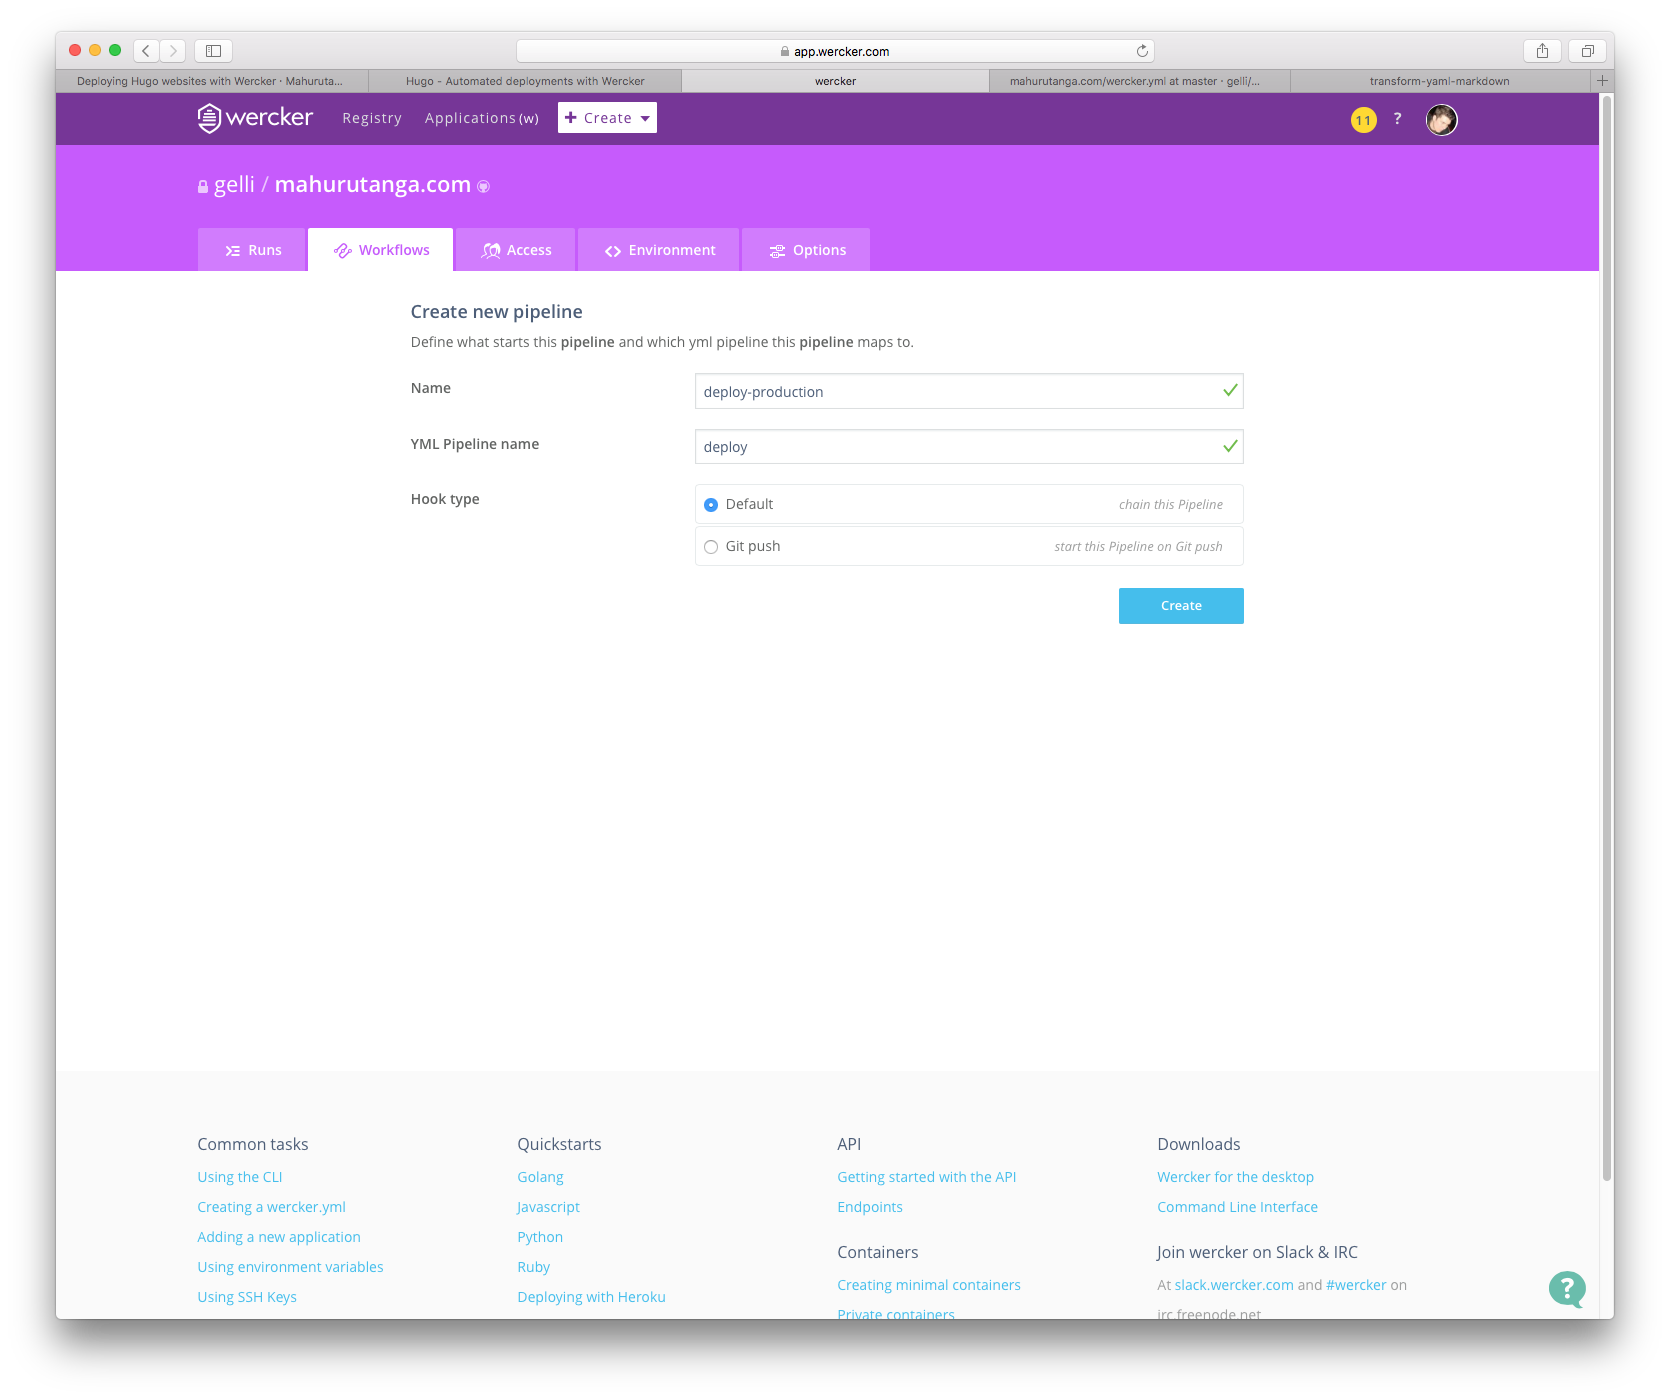 app.wercker.com
Deploying Hugo websites with Wercker · Mahuruta...
Hugo - Automated deployments with Wercker
wercker
mahurutanga.com/wercker.yml at master · gelli/...
transform-yaml-markdown
wercker
Registry
Applications (w)
+ Create
11
?
gelli / mahurutanga.com
Runs
Workflows
Access
Environment
Options
Create new pipeline
Define what starts this pipeline and which yml pipeline this pipeline maps to.
Name
deploy-production
YML Pipeline name
deploy
Hook type
Default
chain this Pipeline
Git push
start this Pipeline on Git push
Create
Common tasks
Using the CLI
Creating a wercker.yml
Adding a new application
Using environment variables
Using SSH Keys
Quickstarts
Golang
Javascript
Python
Ruby
Deploying with Heroku
API
Getting started with the API
Endpoints
Containers
Creating minimal containers
Private containers
Downloads
Wercker for the desktop
Command Line Interface
Join wercker on Slack & IRC
At slack.wercker.com and #wercker on
irc.freenode.net
?